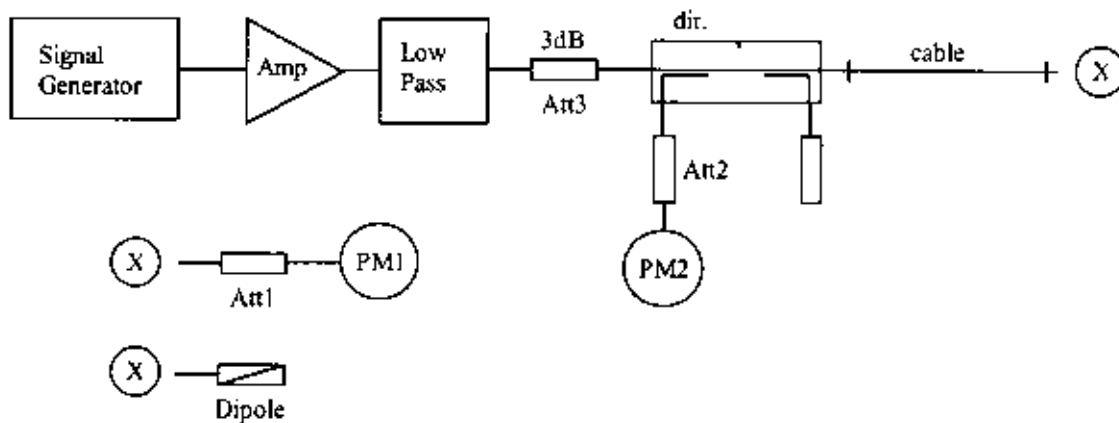 Signal
Generator
Amp
Low
Pass
3dB
Att3
dir.
cable
X
Att2
PM2
X
Att1
PM1
X
Dipole